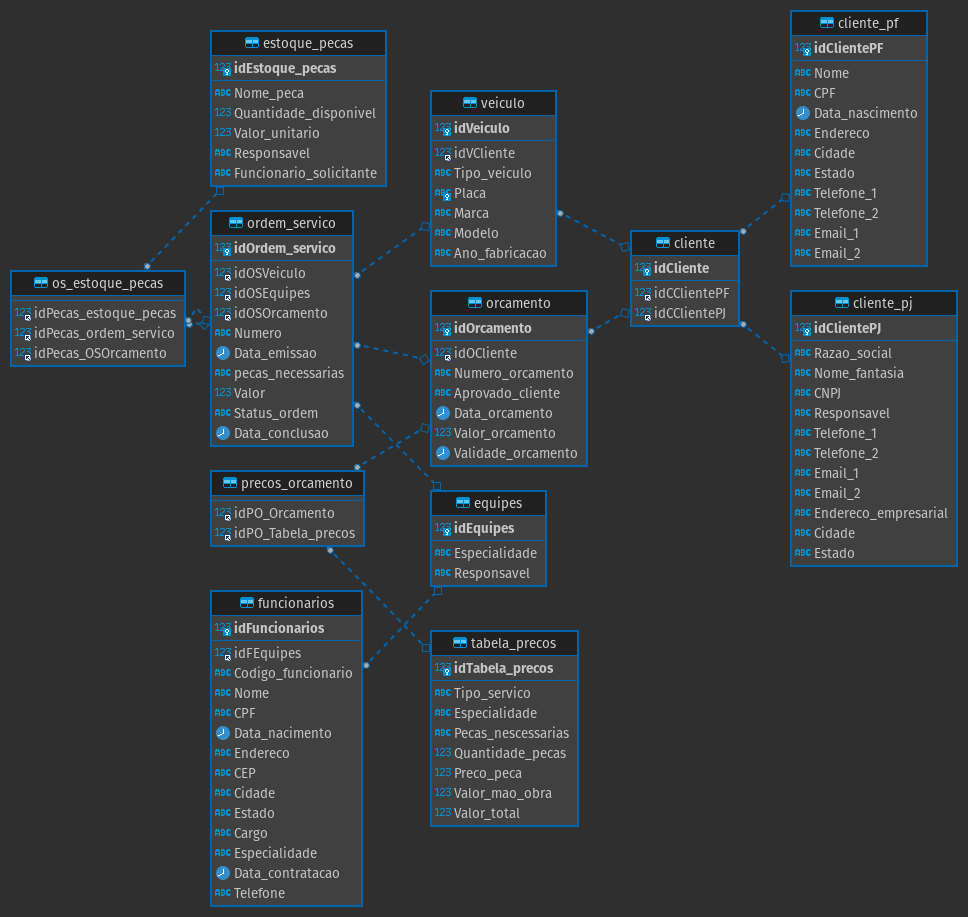 estoque_pecas
idEstoque_pecas
Nome_peca
Quantidade_disponivel
Valor_unitario
Responsavel
Funcionario_solicitante
os_estoque_pecas
idPecas_estoque_pecas
idPecas_ordem_servico
idPecas_OSOrcamento
ordem_servico
idOrdem_servico
idOSVeiculo
idOSEquipes
idOSOrcamento
Numero
Data_emissao
pecas_necessarias
Valor
Status_ordem
Data_conclusao
precos_orcamento
idPO_Orcamento
idPO_Tabela_precos
funcionarios
idFuncionarios
idFEquipes
Codigo_funcionario
Nome
CPF
Data_nacimento
Endereco
CEP
Cidade
Estado
Cargo
Especialidade
Data_contratacao
Telefone
veiculo
idVeiculo
idVCliente
Tipo_veiculo
Placa
Marca
Modelo
Ano_fabricacao
orcamento
idOrcamento
idOCliente
Numero_orcamento
Aprovado_cliente
Data_orcamento
Valor_orcamento
Validade_orcamento
equipes
idEquipes
Especialidade
Responsavel
tabela_precos
idTabela_precos
Tipo_servico
Especialidade
Pecas_nescessarias
Quantidade_pecas
Preco_peca
Valor_mao_obra
Valor_total
cliente
idCliente
idCClientePF
idCClientePJ
cliente_pf
idClientePF
Nome
CPF
Data_nascimento
Endereco
Cidade
Estado
Telefone_1
Telefone_2
Email_1
Email_2
cliente_pj
idClientePJ
Razao_social
Nome_fantasia
CNPJ
Responsavel
Telefone_1
Telefone_2
Email_1
Email_2
Endereco_empresarial
Cidade
Estado